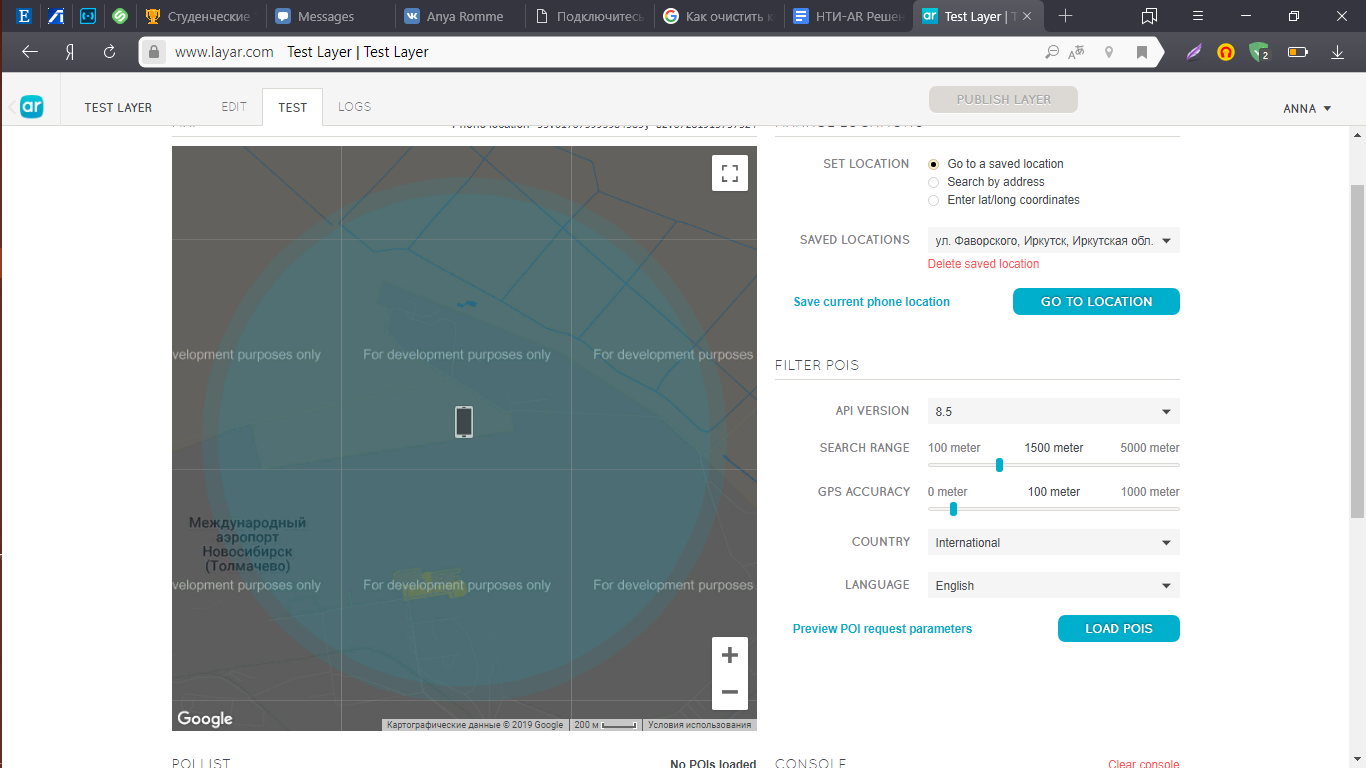 Студенческие
Messages
Anya Romme
Подключитесь
Как очистить к
НТИ-AR Решен
Test Layer | T
www.layar.com Test Layer | Test Layer
2
ar
TEST LAYER
EDIT
TEST
LOGS
PUBLISH LAYER
ANNA
SET LOCATION
Go to a saved location
Search by address
Enter lat/long coordinates
SAVED LOCATIONS
ул. Фаворского, Иркутск, Иркутская обл.
Delete saved location
Save current phone location
GO TO LOCATION
velopment purposes only
For development purposes only
For development purposes
Международный
аэропорт
Новосибирск
(Толмачево)
velopment purposes only
For development purposes only
For development purposes
Google
Картографические данные © 2019 Google
200 м
Условия использования
FILTER POIS
API VERSION
8.5
SEARCH RANGE
100 meter
1500 meter
5000 meter
GPS ACCURACY
0 meter
100 meter
1000 meter
COUNTRY
International
LANGUAGE
English
Preview POI request parameters
LOAD POIS
POI LIST
No POIs loaded
CONSOLE
Clear console